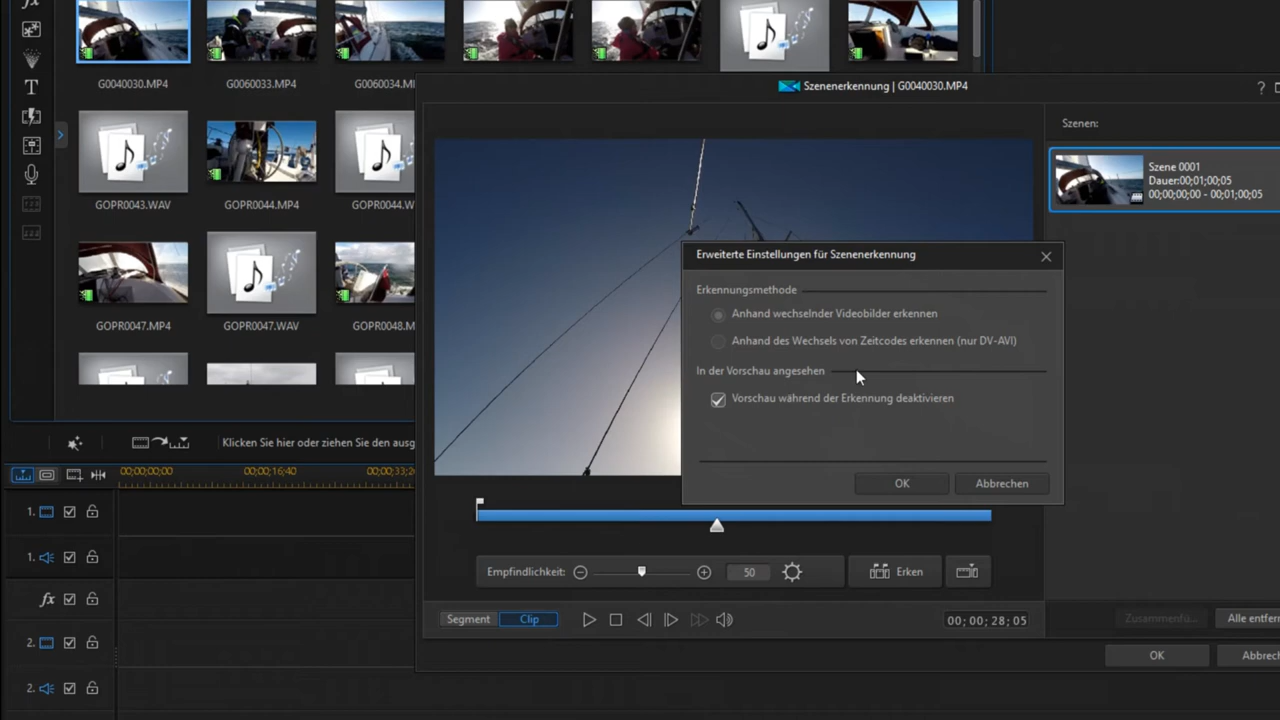 G0040030.MP4
G0060033.MP4
G0060034.MI
Szenenerkennung | G0040030.MP4
?
Szenen:
Szene 0001
Dauer:00;01;00;05
00;00;00;00 - 00;01;00;05
GOPR0043.WAV
GOPR0044.MP4
GOPR0044.W
Erweiterte Einstellungen für Szenenerkennung
Erkennungsmethode
Anhand wechselnder Videobilder erkennen
Anhand des Wechsels von Zeitcodes erkennen (nur DV-AVI)
In der Vorschau angesehen
Vorschau während der Erkennung deaktivieren
OK
Abbrechen
GOPR0047.MP4
GOPR0047.WAV
GOPR0048.M
Klicken Sie hier oder ziehen Sie den ausg
00;00;00;00
00;00;16;40
00;00;33;2
1.
1.
fx
2.
2.
Empfindlichkeit:
50
Erken
Segment
Clip
00; 00; 28; 05
Zusammenfü...
Alle entfern
OK
Abbrech